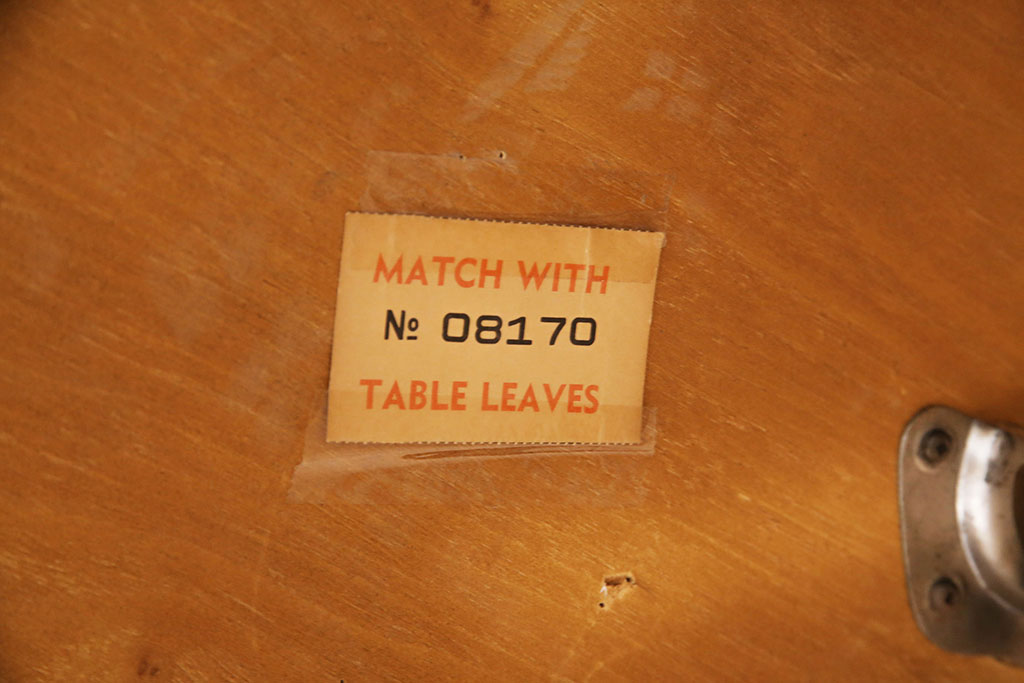 MATCH WITH
№ 08170
TABLE LEAVES